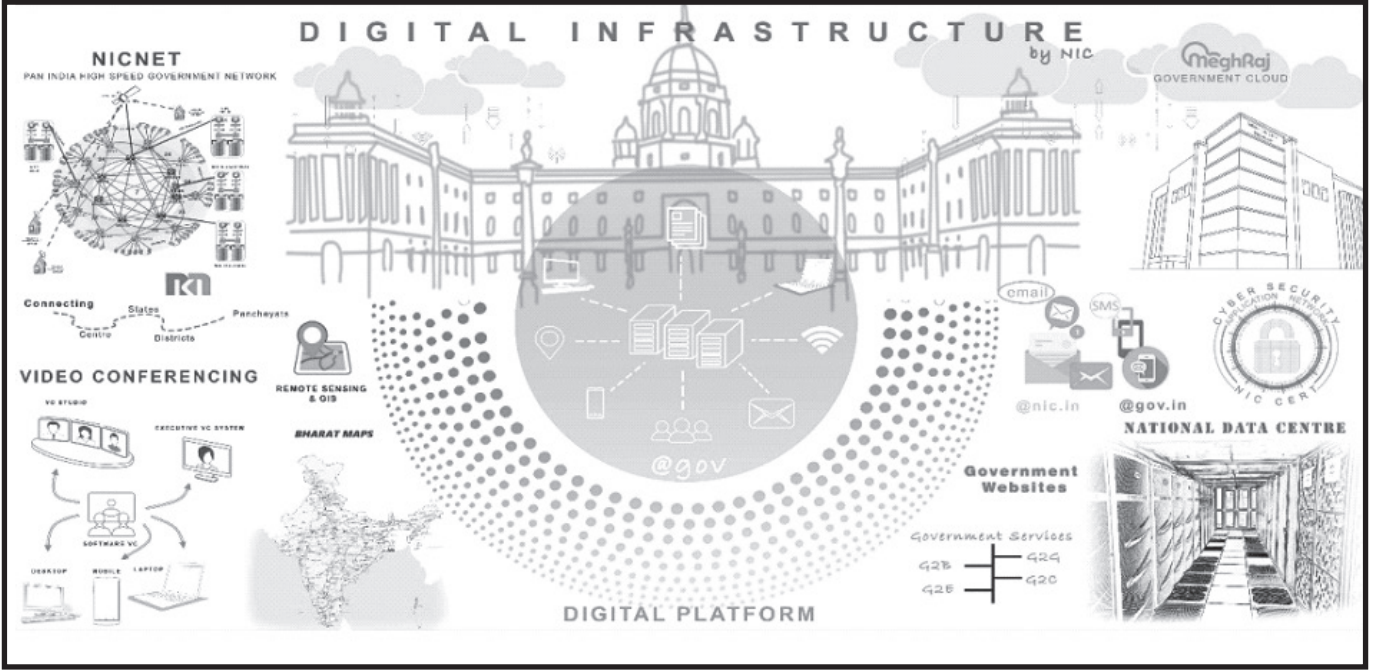 DIGITAL INFRASTRUCTURE
by NIC
NICNET
PAN INDIA HIGH SPEED GOVERNMENT NETWORK
MeghRaj
GOVERNMENT CLOUD
Connecting
States
Panchayats
Centre
Districts
VIDEO CONFERENCING
VC STUDIO
EXECUTIVE VC SYSTEM
SOFTWARE VC
DESKTOP
MOBILE
LAPTOP
REMOTE SENSING
& GIS
BHARAT MAPS
@gov
DIGITAL PLATFORM
email
SMS
@nic.in
@gov.in
CYBER SECURITY
APPLICATION NETWORK
NIC CERT
NATIONAL DATA CENTRE
Government
Websites
Government Services
G2B
G2G
G2E
G2C